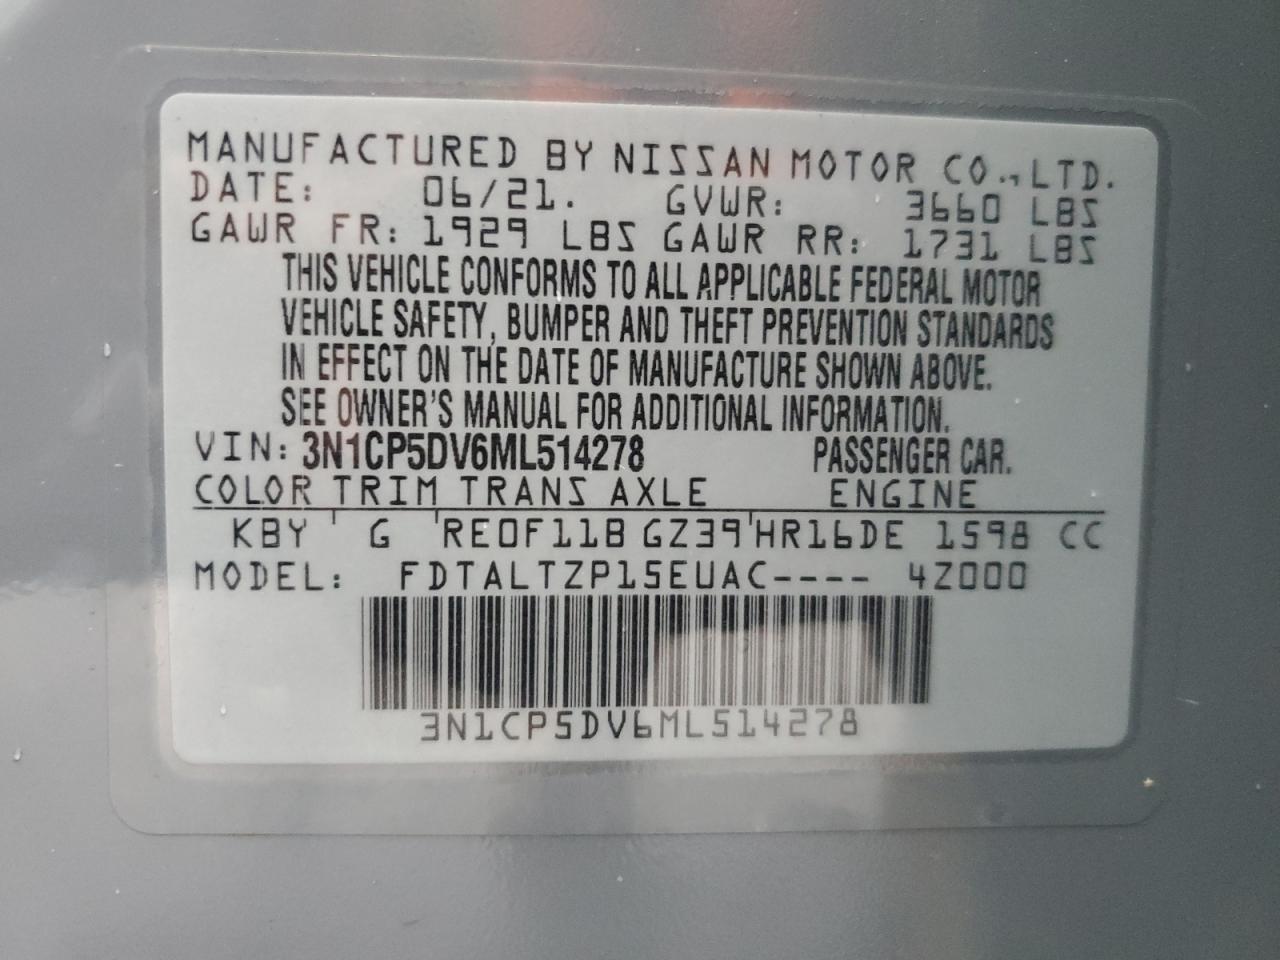 MANUFACTURED BY NISSAN MOTOR CO., LTD.
DATE: 06/21. GVWR: 3660 LBS
GAWR FR: 1929 LBS GAWR RR: 1731 LBS
THIS VEHICLE CONFORMS TO ALL APPLICABLE FEDERAL MOTOR
VEHICLE SAFETY, BUMPER AND THEFT PREVENTION STANDARDS
IN EFFECT ON THE DATE OF MANUFACTURE SHOWN ABOVE.
SEE OWNER'S MANUAL FOR ADDITIONAL INFORMATION.
VIN: 3N1CP5DV6ML514278 PASSENGER CAR.
COLOR TRIM TRANS AXLE ENGINE
KBY G RE0F11B GZ39 HR16DE 1598 CC
MODEL: FDTALTZP15EUAC---- 4Z000
3N1CP5DV6ML514278